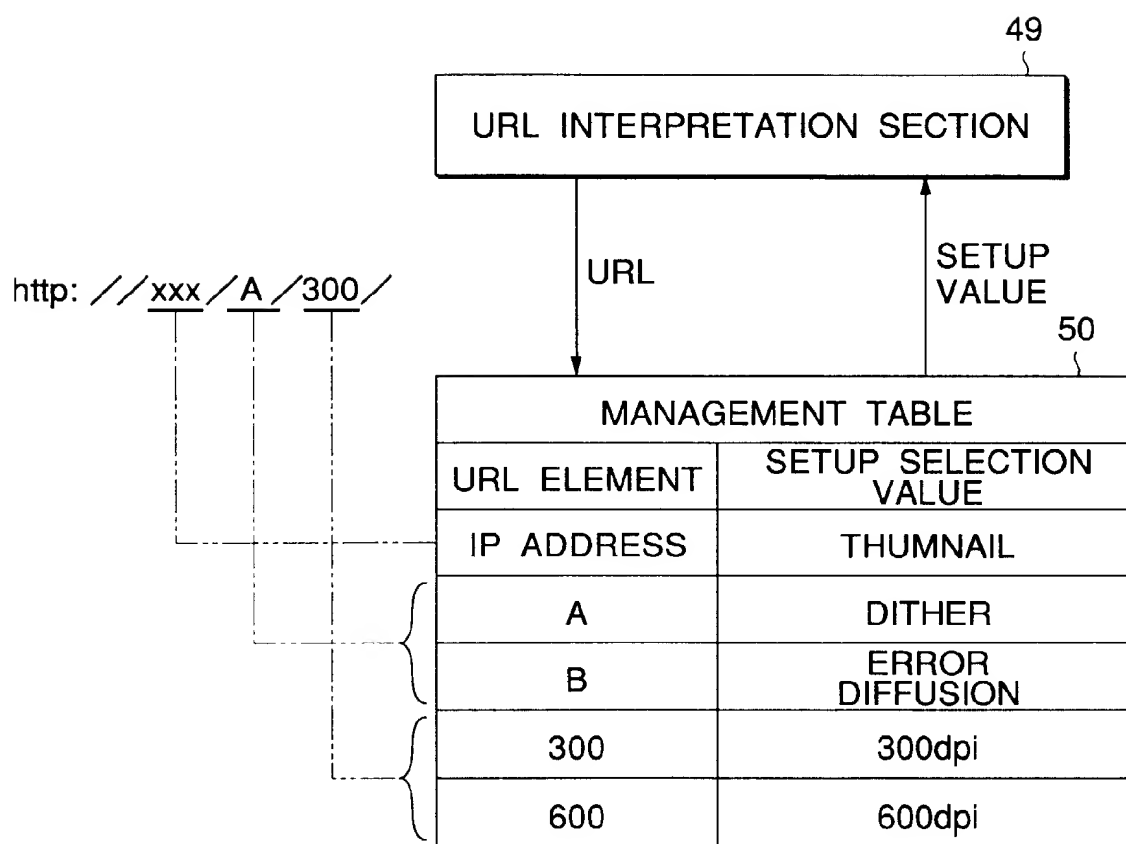 49
URL INTERPRETATION SECTION
URL
SETUP
VALUE
http: //xxx/A/300/
50
MANAGEMENT TABLE
URL ELEMENT
SETUP SELECTION
VALUE
IP ADDRESS
THUMNAIL
A
DITHER
B
ERROR
DIFFUSION
300
300dpi
600
600dpi